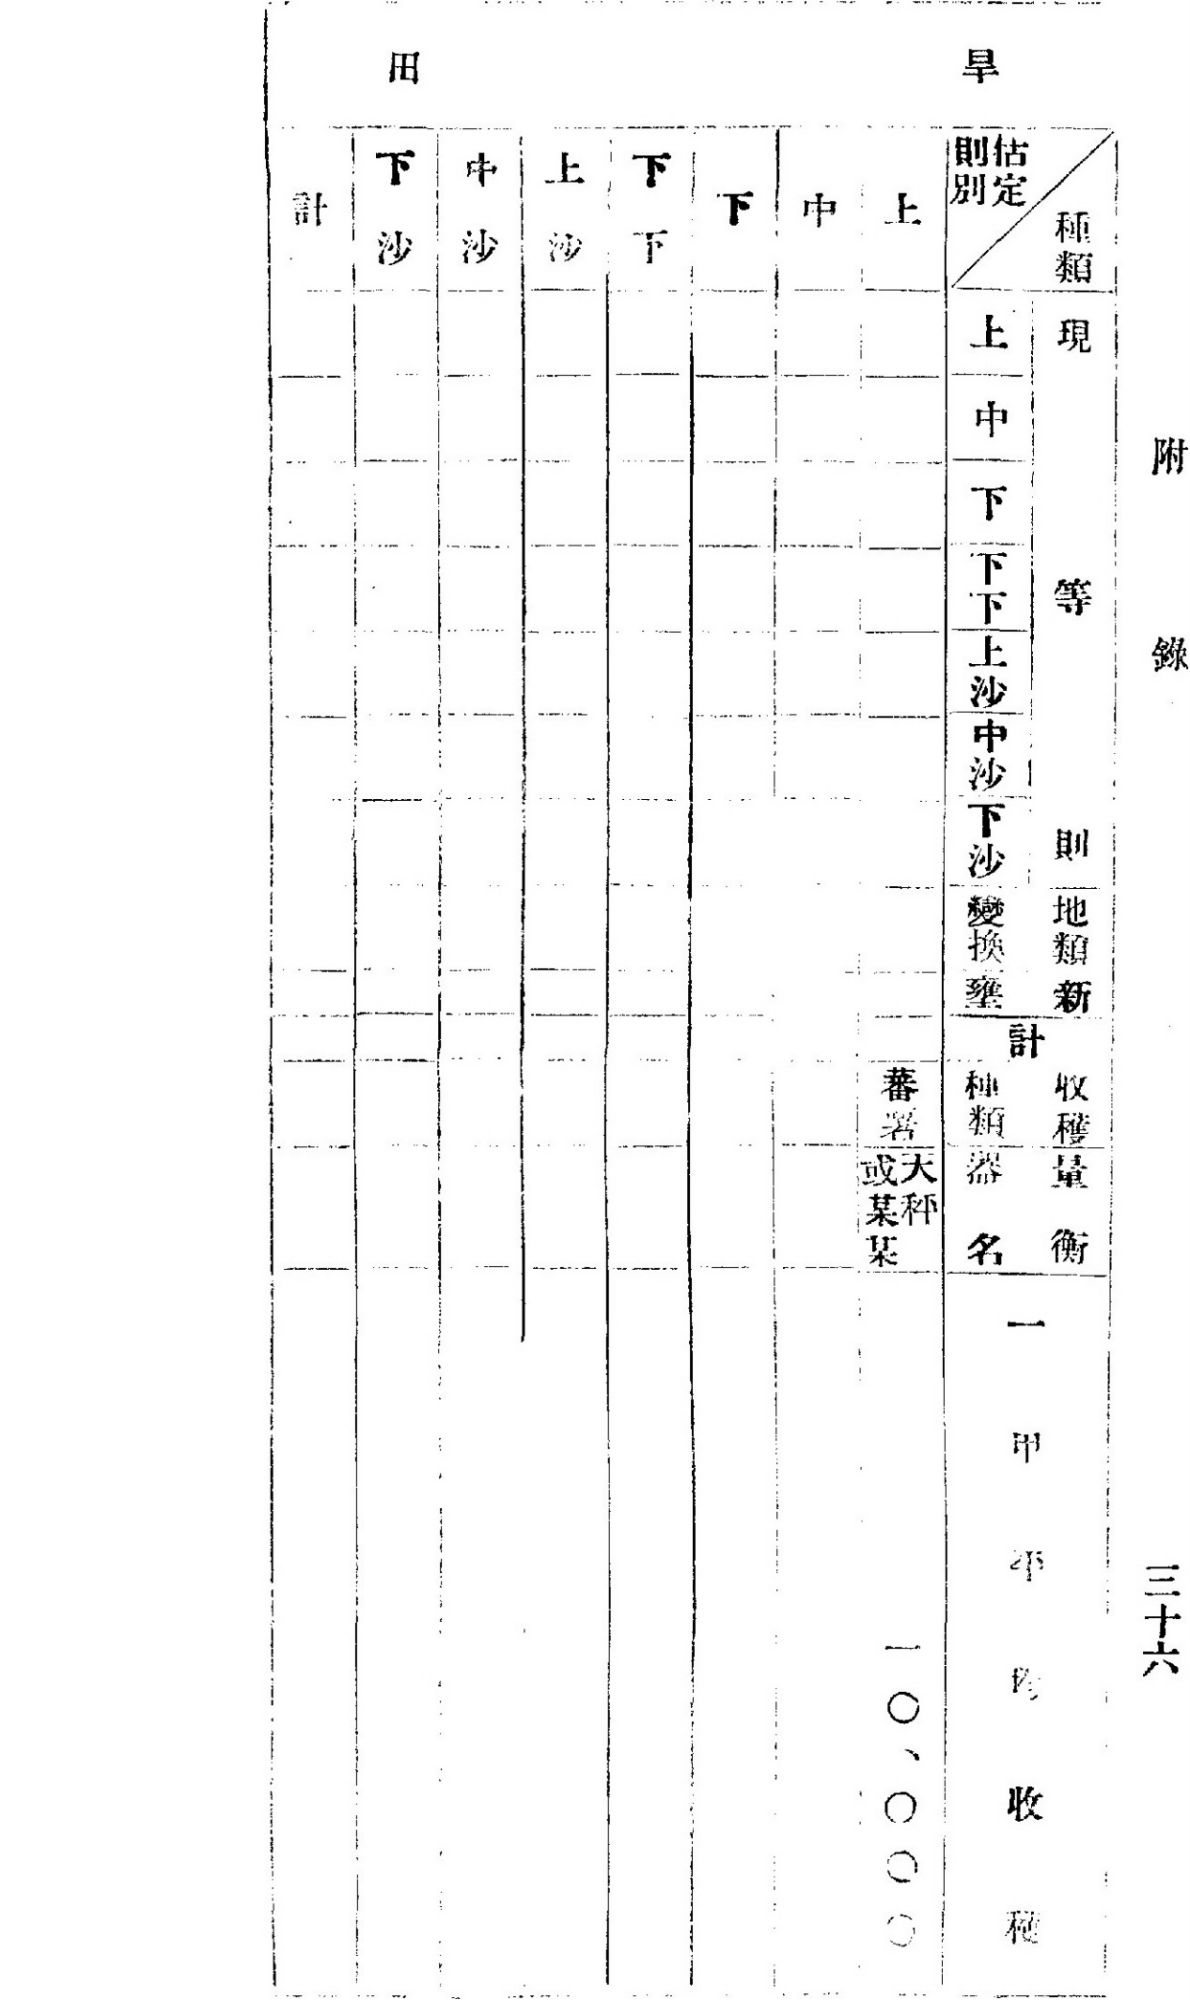 附錄
三十六
旱田
種類
估定
則別
現等則
上
中
下
下下
上沙
中沙
下沙
地類
變換
新
墾
計
收穫
種類
量衡
器名
一甲平均收穫
上
蕃薯
大秤
或某某
一〇、〇〇〇
中
下
下下
上沙
中沙
下沙
計